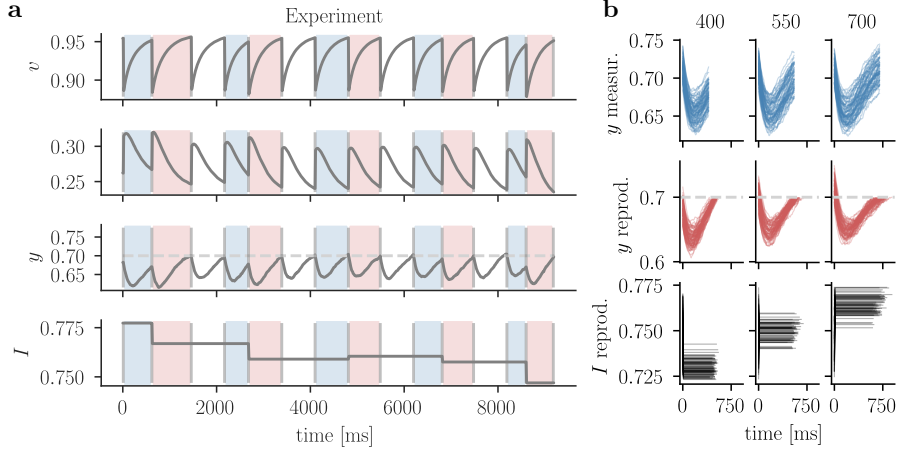 a
Experiment
v
0.95
0.90
0.30
0.25
y
0.75
0.70
0.65
I
0.775
0.750
0 2000 4000 6000 8000
time [ms]
b
400 550 700
y measur.
0.75
0.70
0.65
y reprod.
0.7
0.6
I reprod.
0.775
0.750
0.725
0 750 0 750 0 750
time [ms]